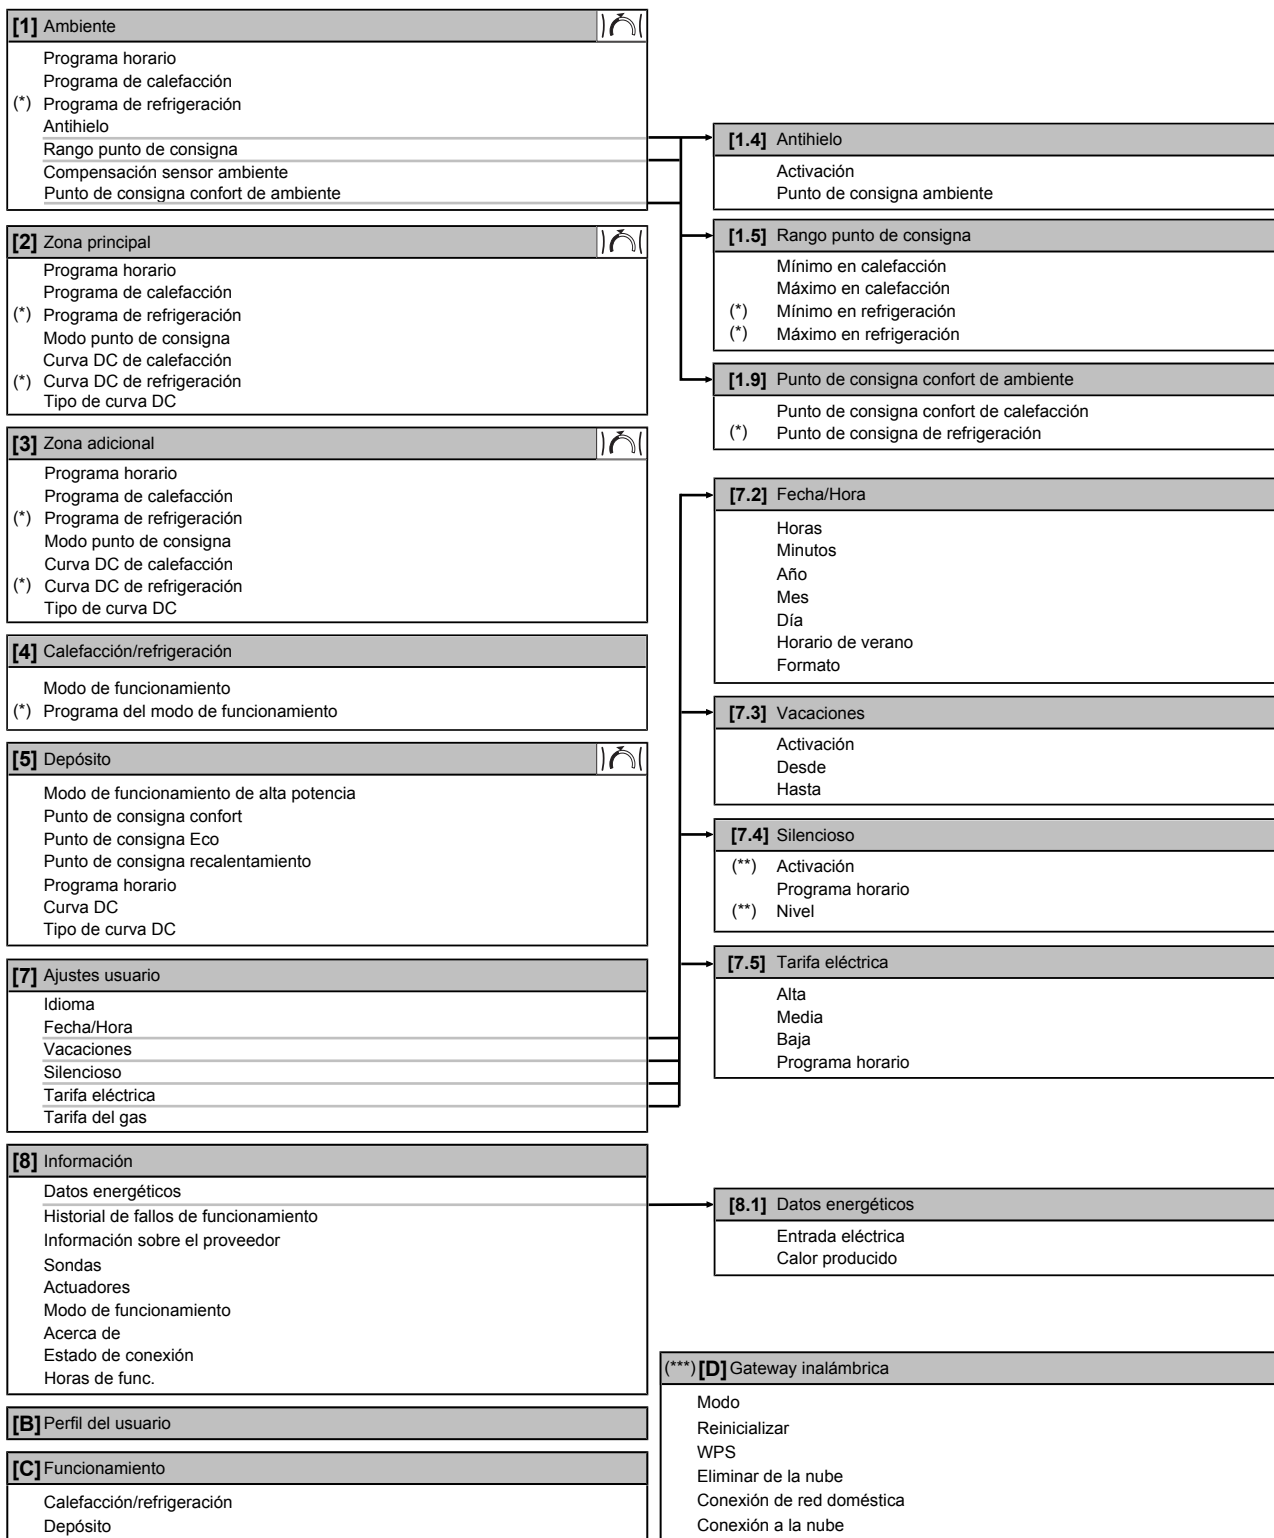 [1] Ambiente
Programa horario
Programa de calefacción
(*) Programa de refrigeración
Antihielo
Rango punto de consigna
Compensación sensor ambiente
Punto de consigna confort de ambiente
[2] Zona principal
Programa horario
Programa de calefacción
(*) Programa de refrigeración
Modo punto de consigna
Curva DC de calefacción
(*) Curva DC de refrigeración
Tipo de curva DC
[3] Zona adicional
Programa horario
Programa de calefacción
(*) Programa de refrigeración
Modo punto de consigna
Curva DC de calefacción
(*) Curva DC de refrigeración
Tipo de curva DC
[4] Calefacción/refrigeración
Modo de funcionamiento
(*) Programa del modo de funcionamiento
[5] Depósito
Modo de funcionamiento de alta potencia
Punto de consigna confort
Punto de consigna Eco
Punto de consigna recalentamiento
Programa horario
Curva DC
Tipo de curva DC
[7] Ajustes usuario
Idioma
Fecha/Hora
Vacaciones
Silencioso
Tarifa eléctrica
Tarifa del gas
[8] Información
Datos energéticos
Historial de fallos de funcionamiento
Información sobre el proveedor
Sondas
Actuadores
Modo de funcionamiento
Acerca de
Estado de conexión
Horas de func.
[B] Perfil del usuario
[C] Funcionamiento
Calefacción/refrigeración
Depósito
[1.4] Antihielo
Activación
Punto de consigna ambiente
[1.5] Rango punto de consigna
Mínimo en calefacción
Máximo en calefacción
(*) Mínimo en refrigeración
(*) Máximo en refrigeración
[1.9] Punto de consigna confort de ambiente
Punto de consigna confort de calefacción
(*) Punto de consigna de refrigeración
[7.2] Fecha/Hora
Horas
Minutos
Año
Mes
Día
Horario de verano
Formato
[7.3] Vacaciones
Activación
Desde
Hasta
[7.4] Silencioso
(**) Activación
Programa horario
(**) Nivel
[7.5] Tarifa eléctrica
Alta
Media
Baja
Programa horario
[8.1] Datos energéticos
Entrada eléctrica
Calor producido
(***) [D] Gateway inalámbrica
Modo
Reinicializar
WPS
Eliminar de la nube
Conexión de red doméstica
Conexión a la nube